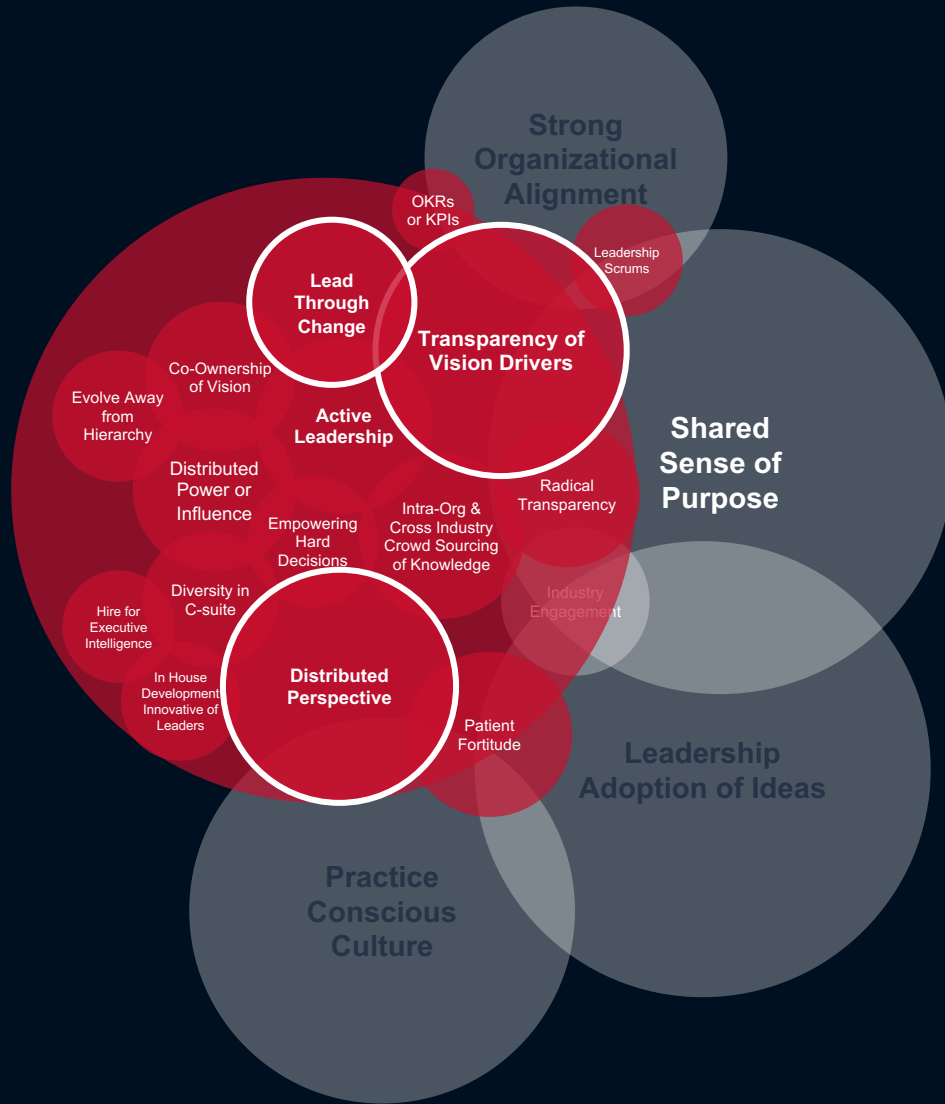 Strong
Organizational
Alignment
OKRs
or KPIs
Leadership
Scrums
Lead
Through
Change
Transparency of
Vision Drivers
Co-Ownership
of Vision
Evolve Away
from
Hierarchy
Active
Leadership
Shared
Sense of
Purpose
Distributed
Power or
Influence
Radical
Transparency
Intra-Org &
Cross Industry
Crowd Sourcing
of Knowledge
Empowering
Hard
Decisions
Industry
Engagement
Diversity in
C-suite
Hire for
Executive
Intelligence
Distributed
Perspective
In House
Development
Innovative of
Leaders
Patient
Fortitude
Leadership
Adoption of Ideas
Practice
Conscious
Culture